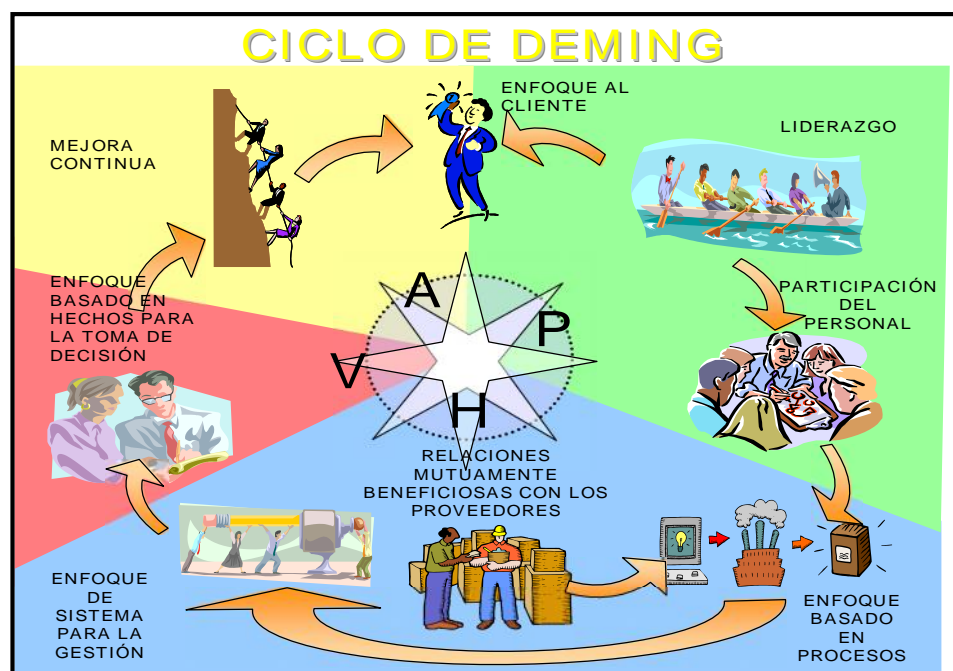 CICLO DE DEMING
ENFOQUE AL
CLIENTE
LIDERAZGO
MEJORA
CONTINUA
ENFOQUE
BASADO EN
HECHOS PARA
LA TOMA DE
DECISIÓN
PARTICIPACIÓN
DEL
PERSONAL
A
P
V
H
RELACIONES
MUTUAMENTE
BENEFICIOSAS CON LOS
PROVEEDORES
ENFOQUE
DE
SISTEMA
PARA LA
GESTIÓN
ENFOQUE
BASADO
EN
PROCESOS